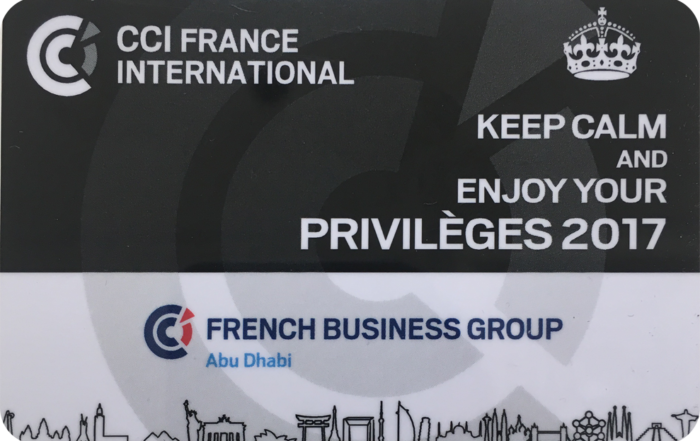 CCI FRANCE
INTERNATIONAL
KEEP CALM
AND
ENJOY YOUR
PRIVILÈGES 2017
FRENCH BUSINESS GROUP
Abu Dhabi